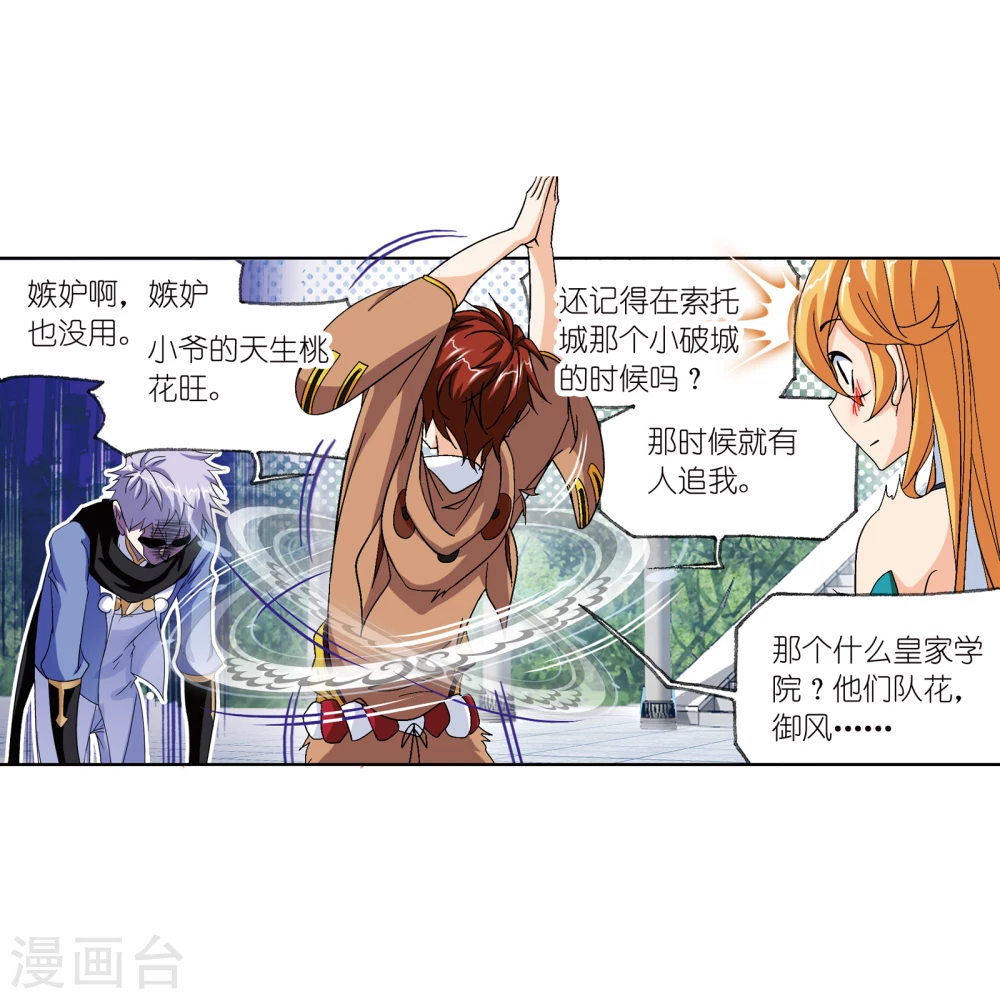 嫉妒啊，嫉妒
也没用。
小爷的天生桃
花旺。
还记得在索托
城那个小破城
的时候吗？
那时候就有
人追我。
那个什么皇家学
院？他们队花，
御风……
漫画台